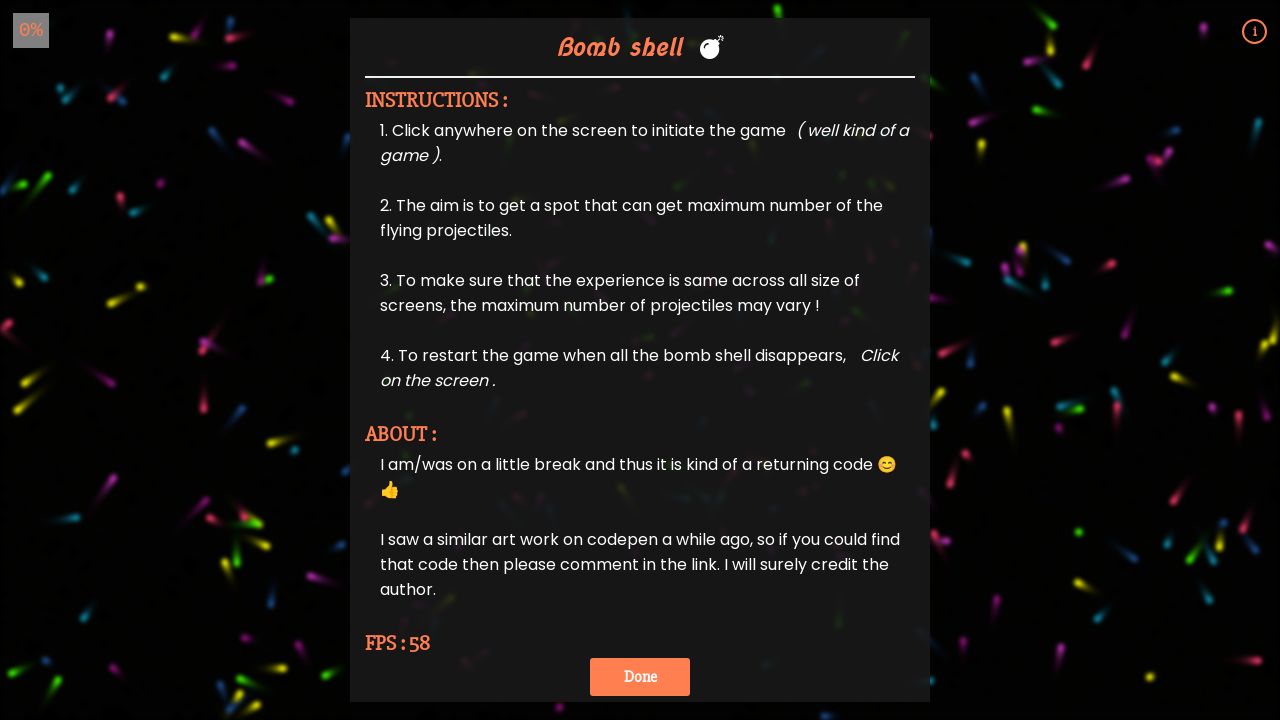 0%
Bomb shell 💣
i
INSTRUCTIONS :
1. Click anywhere on the screen to initiate the game ( well kind of a
game ).
2. The aim is to get a spot that can get maximum number of the
flying projectiles.
3. To make sure that the experience is same across all size of
screens, the maximum number of projectiles may vary !
4. To restart the game when all the bomb shell disappears, Click
on the screen .
ABOUT :
I am/was on a little break and thus it is kind of a returning code 😊
👍
I saw a similar art work on codepen a while ago, so if you could find
that code then please comment in the link. I will surely credit the
author.
FPS : 58
Done